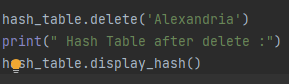 hash_table.delete('Alexandria')
print(" Hash Table after delete :")
hash_table.display_hash()